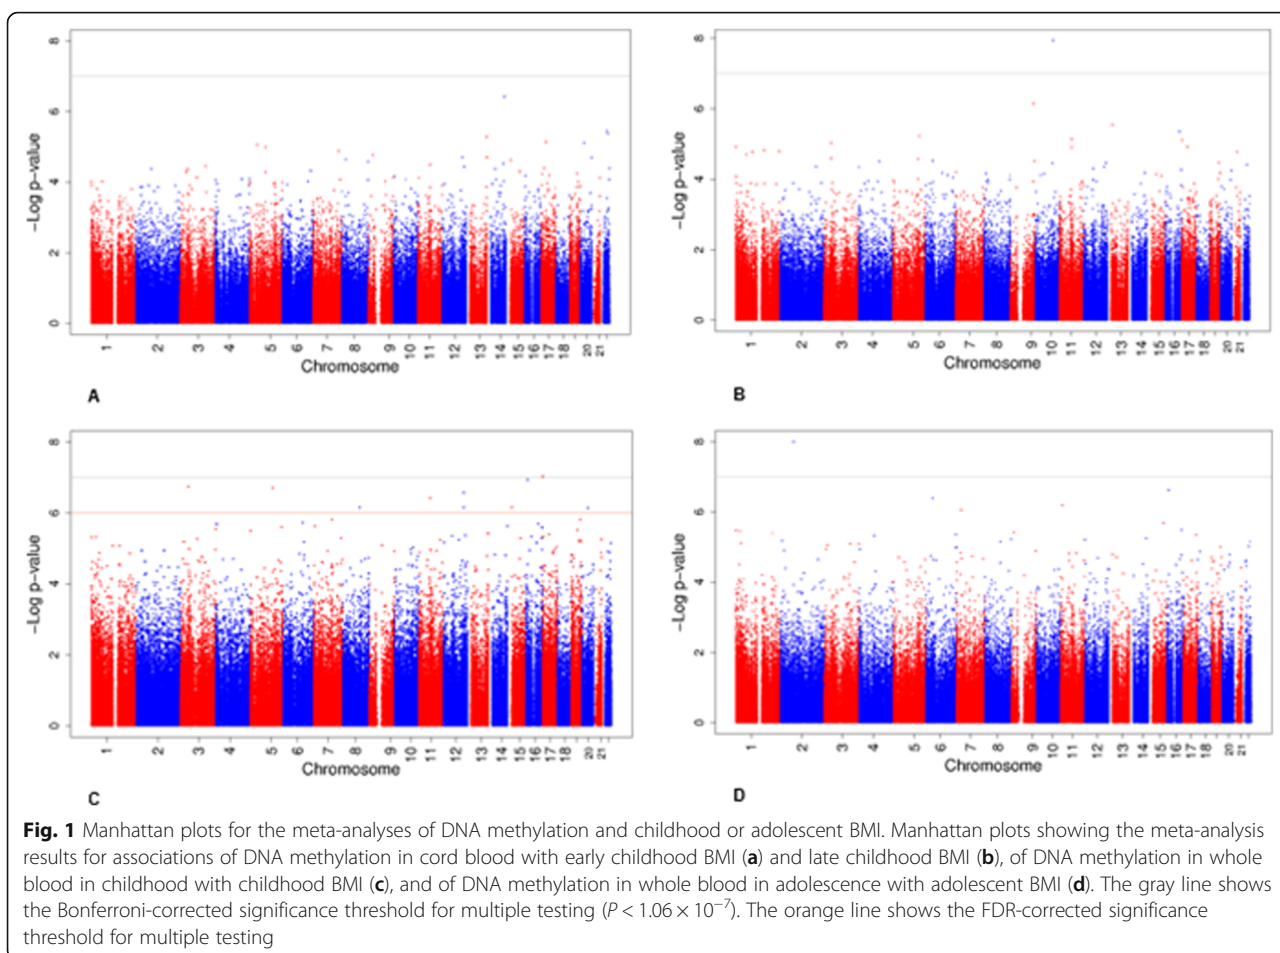 8
6
4
2
0
−Log p−value
1 2 3 4 5 6 7 8 9 10 11 12 13 14 15 16 17 18 20 21
Chromosome
A
8
6
4
2
0
−Log p−value
1 2 3 4 5 6 7 8 9 10 11 12 13 14 15 16 17 18 20 21
Chromosome
B
8
6
4
2
0
−Log p−value
1 2 3 4 5 6 7 8 9 10 11 12 13 14 15 16 17 18 20 21
Chromosome
C
8
6
4
2
0
−Log p−value
1 2 3 4 5 6 7 8 9 10 11 12 13 14 15 16 17 18 20 21
Chromosome
D
Fig. 1 Manhattan plots for the meta-analyses of DNA methylation and childhood or adolescent BMI. Manhattan plots showing the meta-analysis
results for associations of DNA methylation in cord blood with early childhood BMI (a) and late childhood BMI (b), of DNA methylation in whole
blood in childhood with childhood BMI (c), and of DNA methylation in whole blood in adolescence with adolescent BMI (d). The gray line shows
the Bonferroni-corrected significance threshold for multiple testing (P < 1.06 × 10⁻⁷). The orange line shows the FDR-corrected significance
threshold for multiple testing